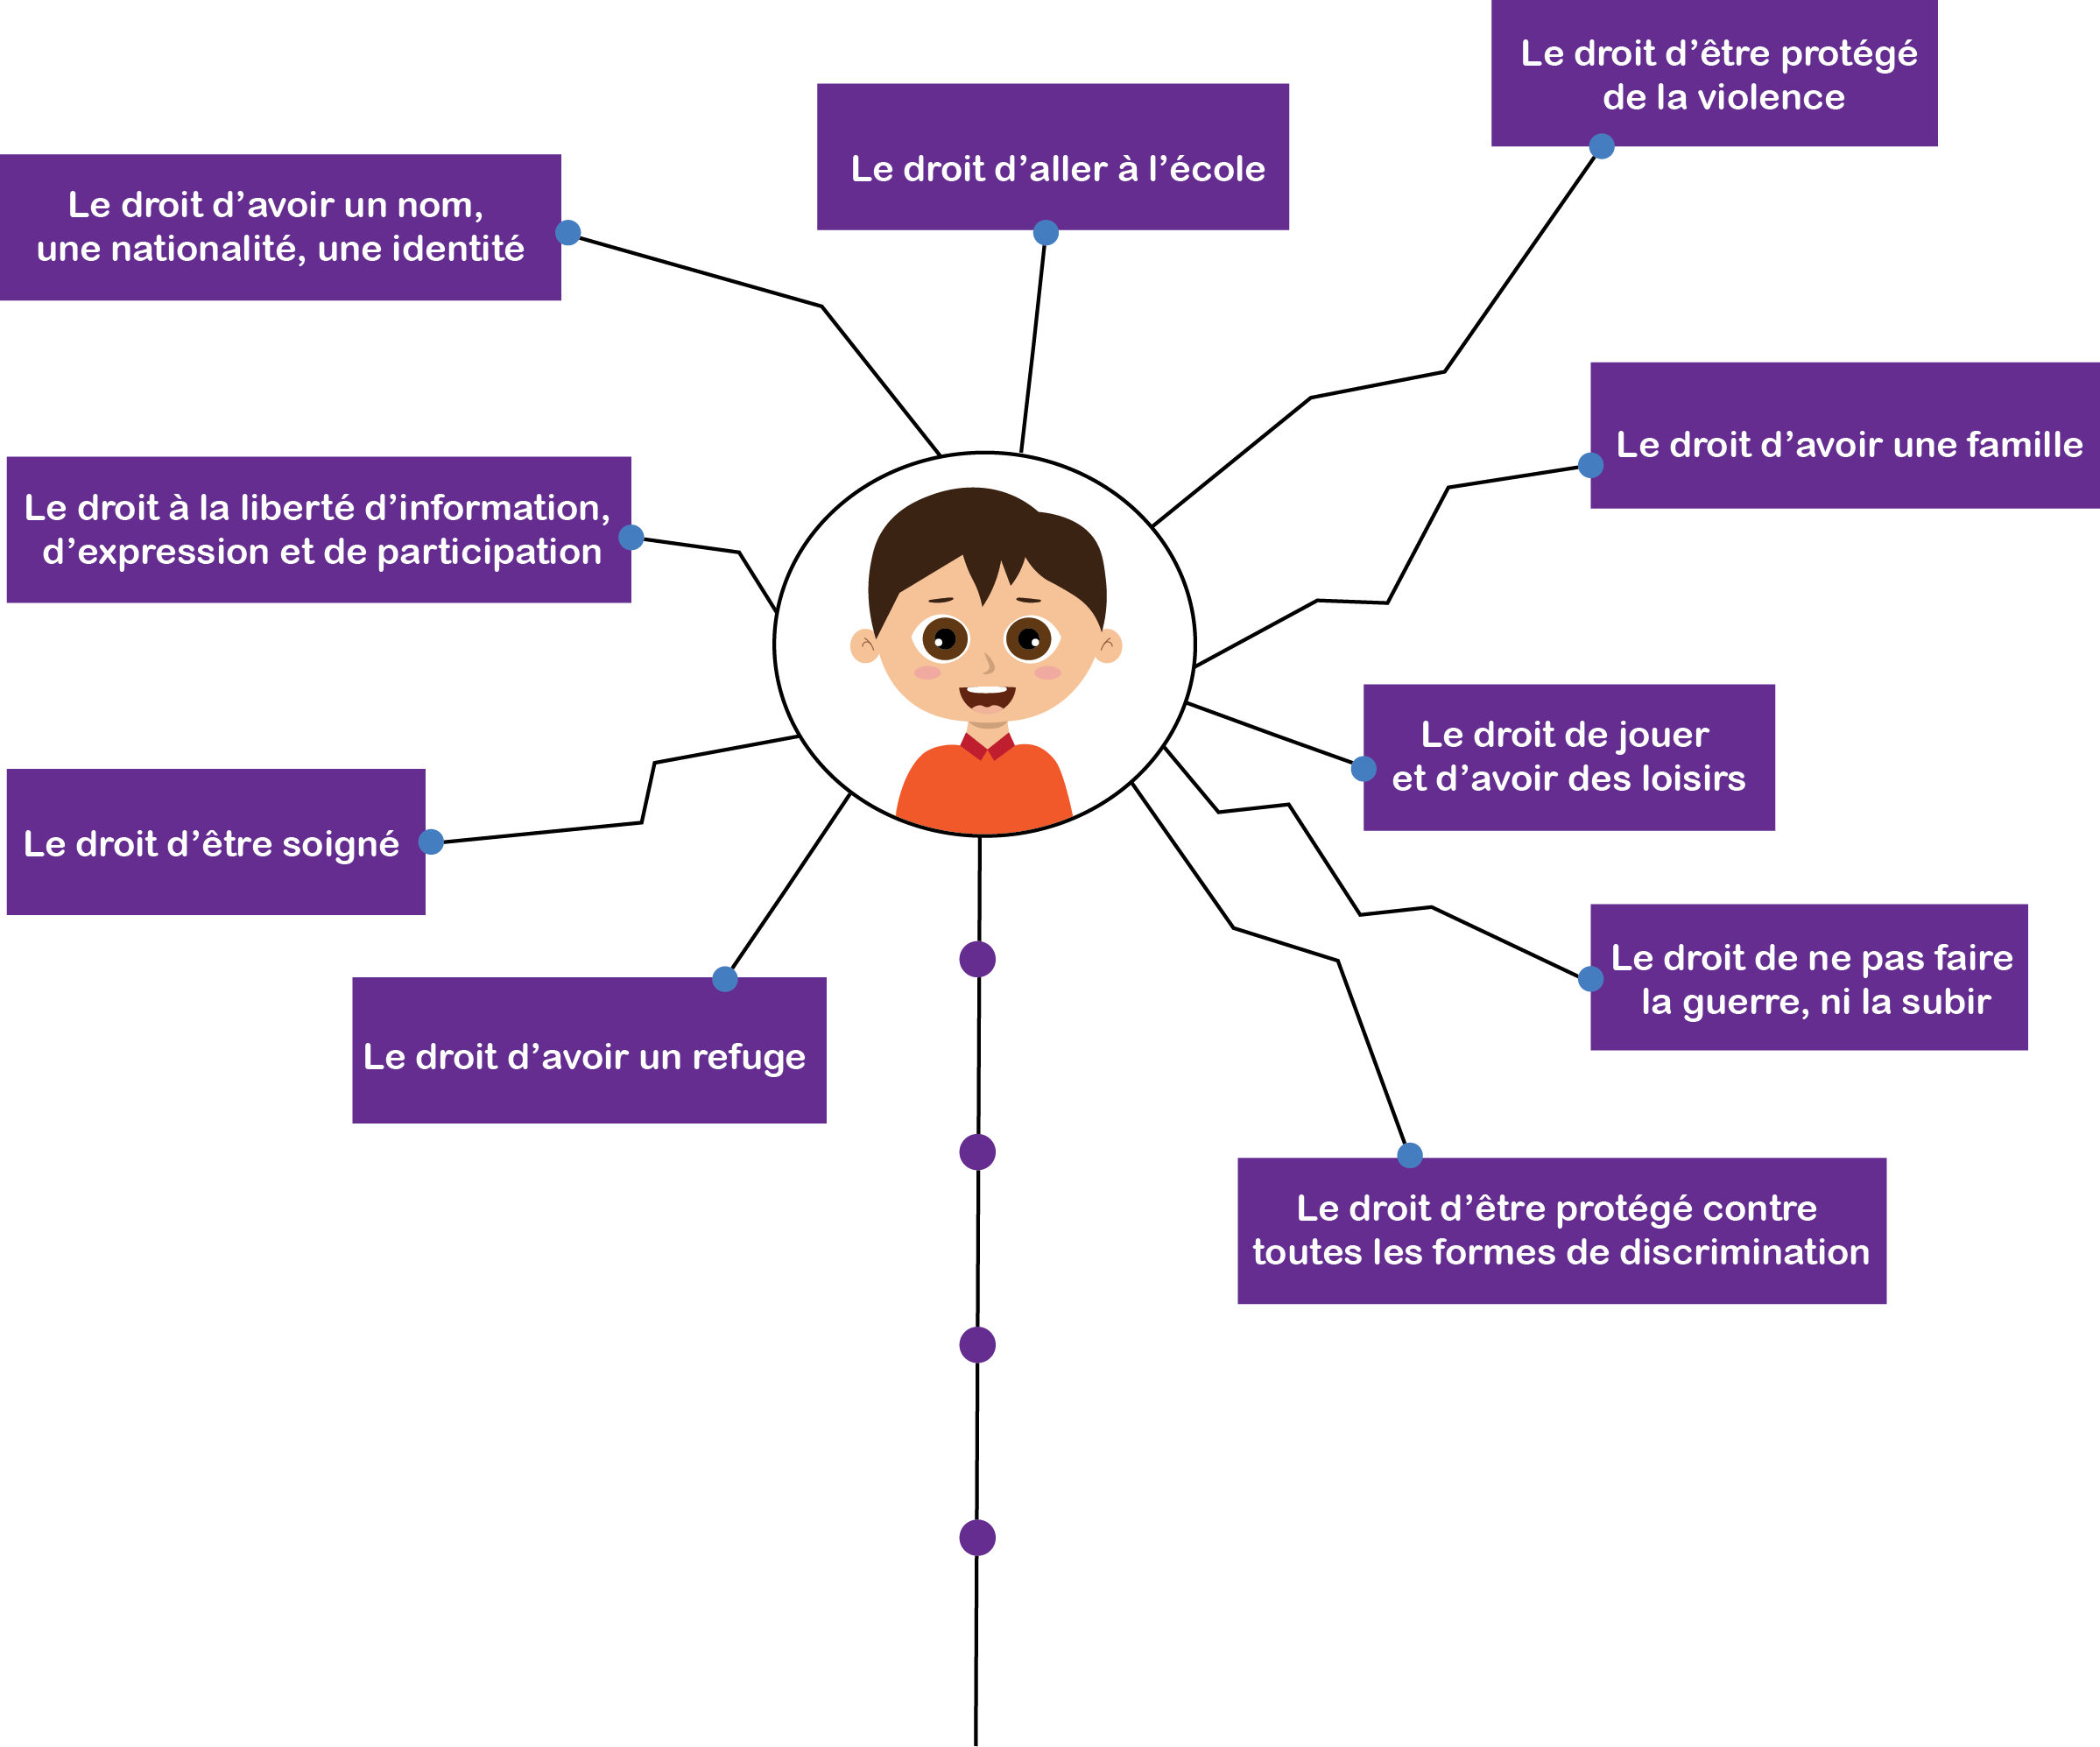 Le droit d’être protégé
de la violence
Le droit d’aller à l’école
Le droit d’avoir un nom,
une nationalité, une identité
Le droit d’avoir une famille
Le droit à la liberté d’information,
d’expression et de participation
Le droit de jouer
et d’avoir des loisirs
Le droit d’être soigné
Le droit de ne pas faire
la guerre, ni la subir
Le droit d’avoir un refuge
Le droit d’être protégé contre
toutes les formes de discrimination